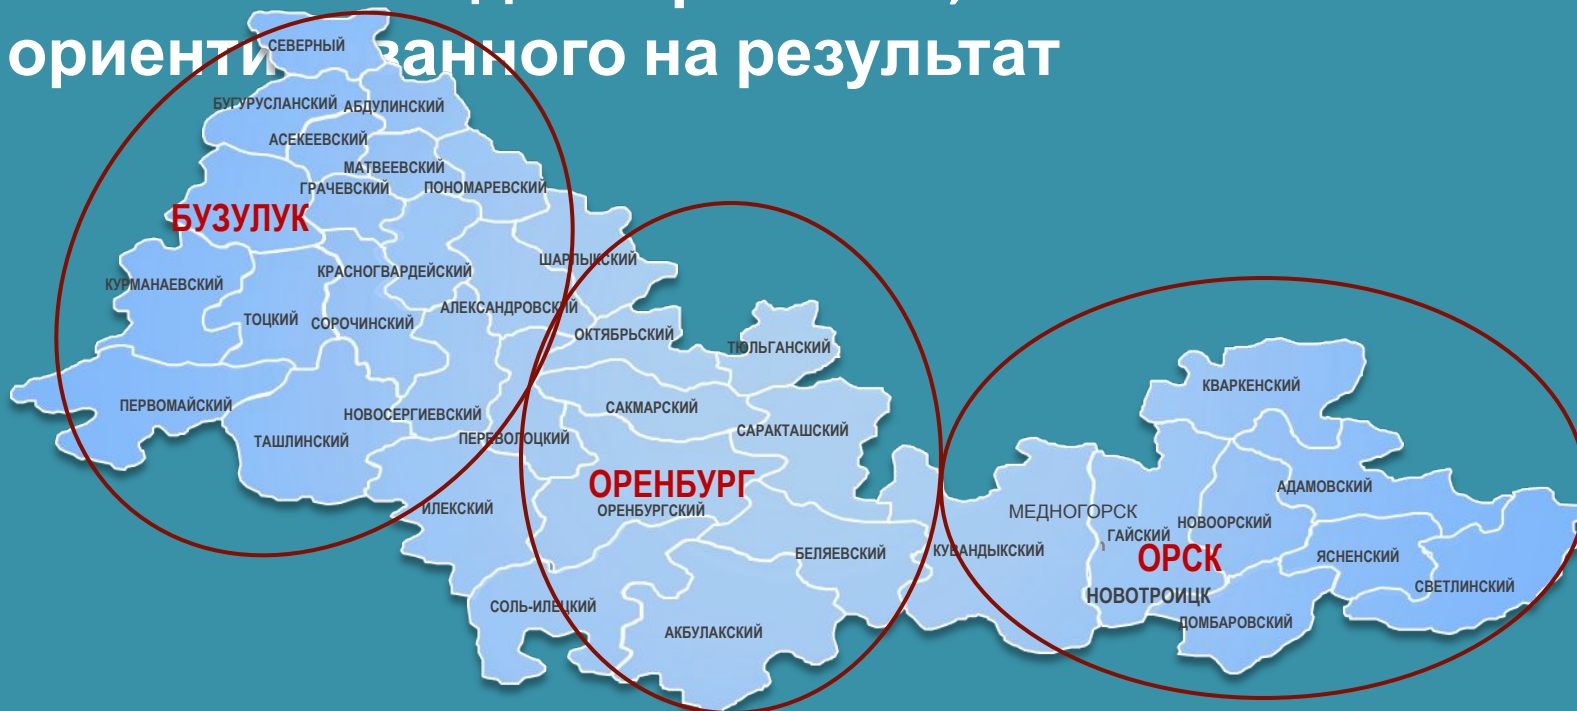 на результат
СЕВЕРНЫЙ
БУГУРУСЛАНСКИЙ
АБДУЛИНСКИЙ
АСЕКЕЕВСКИЙ
МАТВЕЕВСКИЙ
ГРАЧЕВСКИЙ
ПОНОМАРЕВСКИЙ
БУЗУЛУК
ШАРЛЫКСКИЙ
КРАСНОГВАРДЕЙСКИЙ
КУРМАНАЕВСКИЙ
АЛЕКСАНДРОВСКИЙ
ТОЦКИЙ
СОРОЧИНСКИЙ
ОКТЯБРЬСКИЙ
ТЮЛЬГАНСКИЙ
КВАРКЕНСКИЙ
ПЕРВОМАЙСКИЙ
САКМАРСКИЙ
НОВОСЕРГИЕВСКИЙ
САРАКТАШСКИЙ
ТАШЛИНСКИЙ
ПЕРЕВОЛОЦКИЙ
ОРЕНБУРГ
АДАМОВСКИЙ
ИЛЕКСКИЙ
ОРЕНБУРГСКИЙ
МЕДНОГОРСК
НОВООРСКИЙ
ГАЙСКИЙ
БЕЛЯЕВСКИЙ
КУВАНДЫКСКИЙ
ОРСК
ЯСНЕНСКИЙ
СВЕТЛИНСКИЙ
НОВОТРОИЦК
СОЛЬ-ИЛЕЦКИЙ
ДОМБАРОВСКИЙ
АКБУЛАКСКИЙ